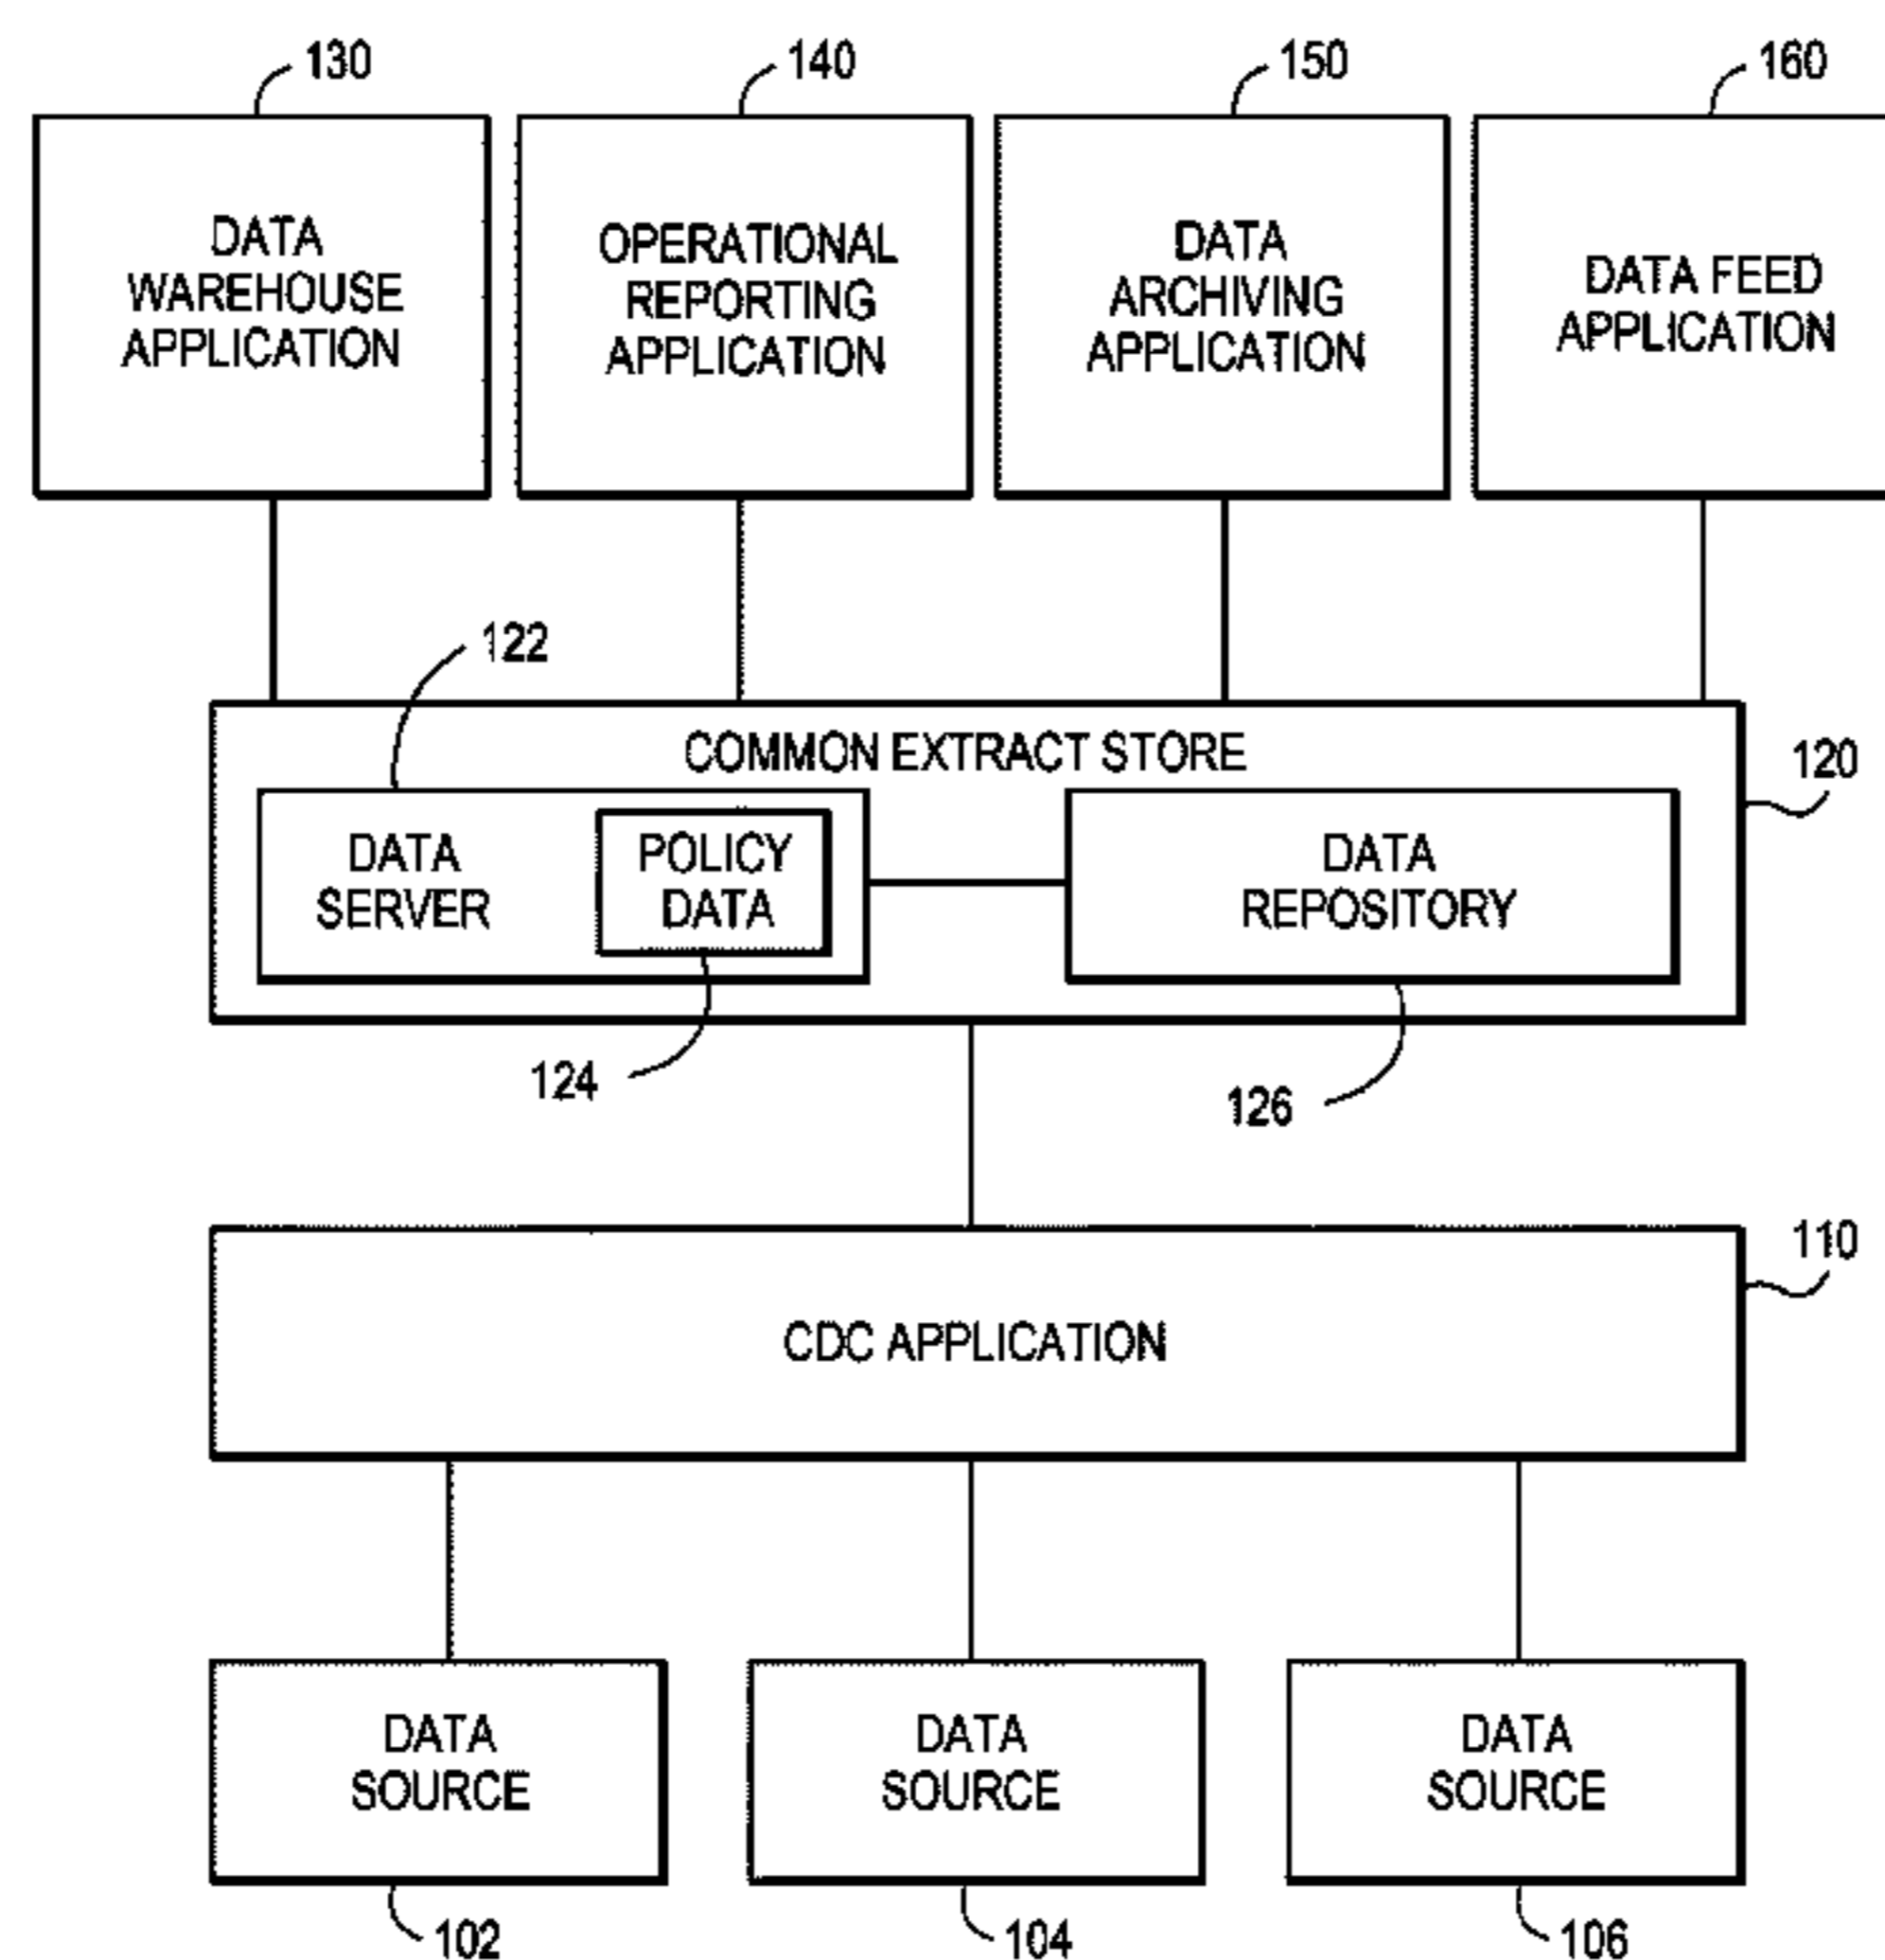 130
140
150
160
DATA
WAREHOUSE
APPLICATION
OPERATIONAL
REPORTING
APPLICATION
DATA
ARCHIVING
APPLICATION
DATA FEED
APPLICATION
122
COMMON EXTRACT STORE
120
DATA
SERVER
POLICY
DATA
DATA
REPOSITORY
124
126
110
CDC APPLICATION
DATA
SOURCE
DATA
SOURCE
DATA
SOURCE
102
104
106